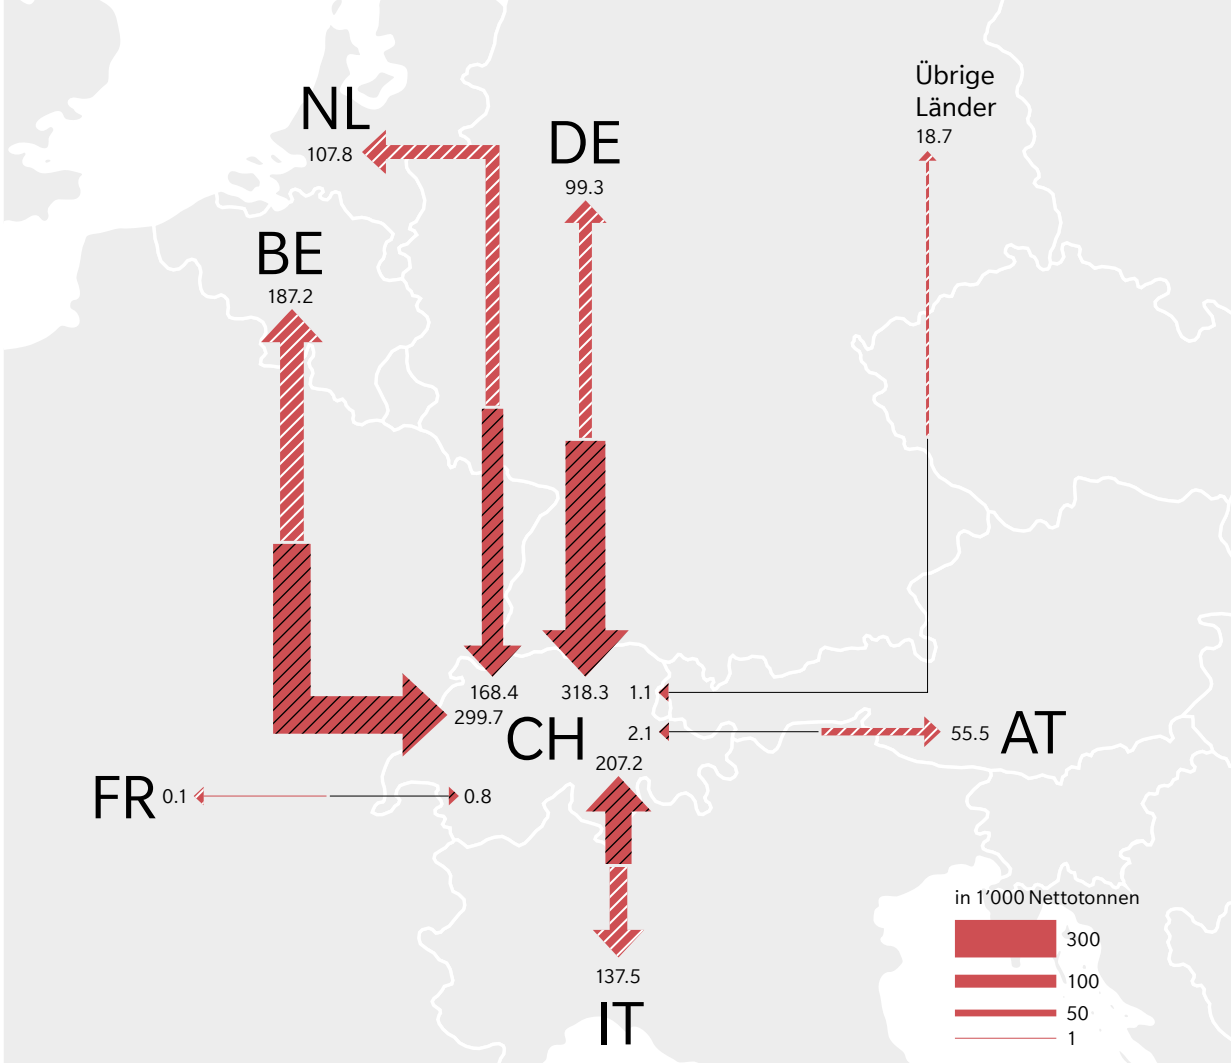 Übrige
Länder
18.7
NL
107.8
DE
99.3
BE
187.2
168.4
318.3
1.1
299.7
CH
2.1
55.5
AT
207.2
FR
0.1
0.8
137.5
IT
in 1’000 Nettotonnen
300
100
50
1